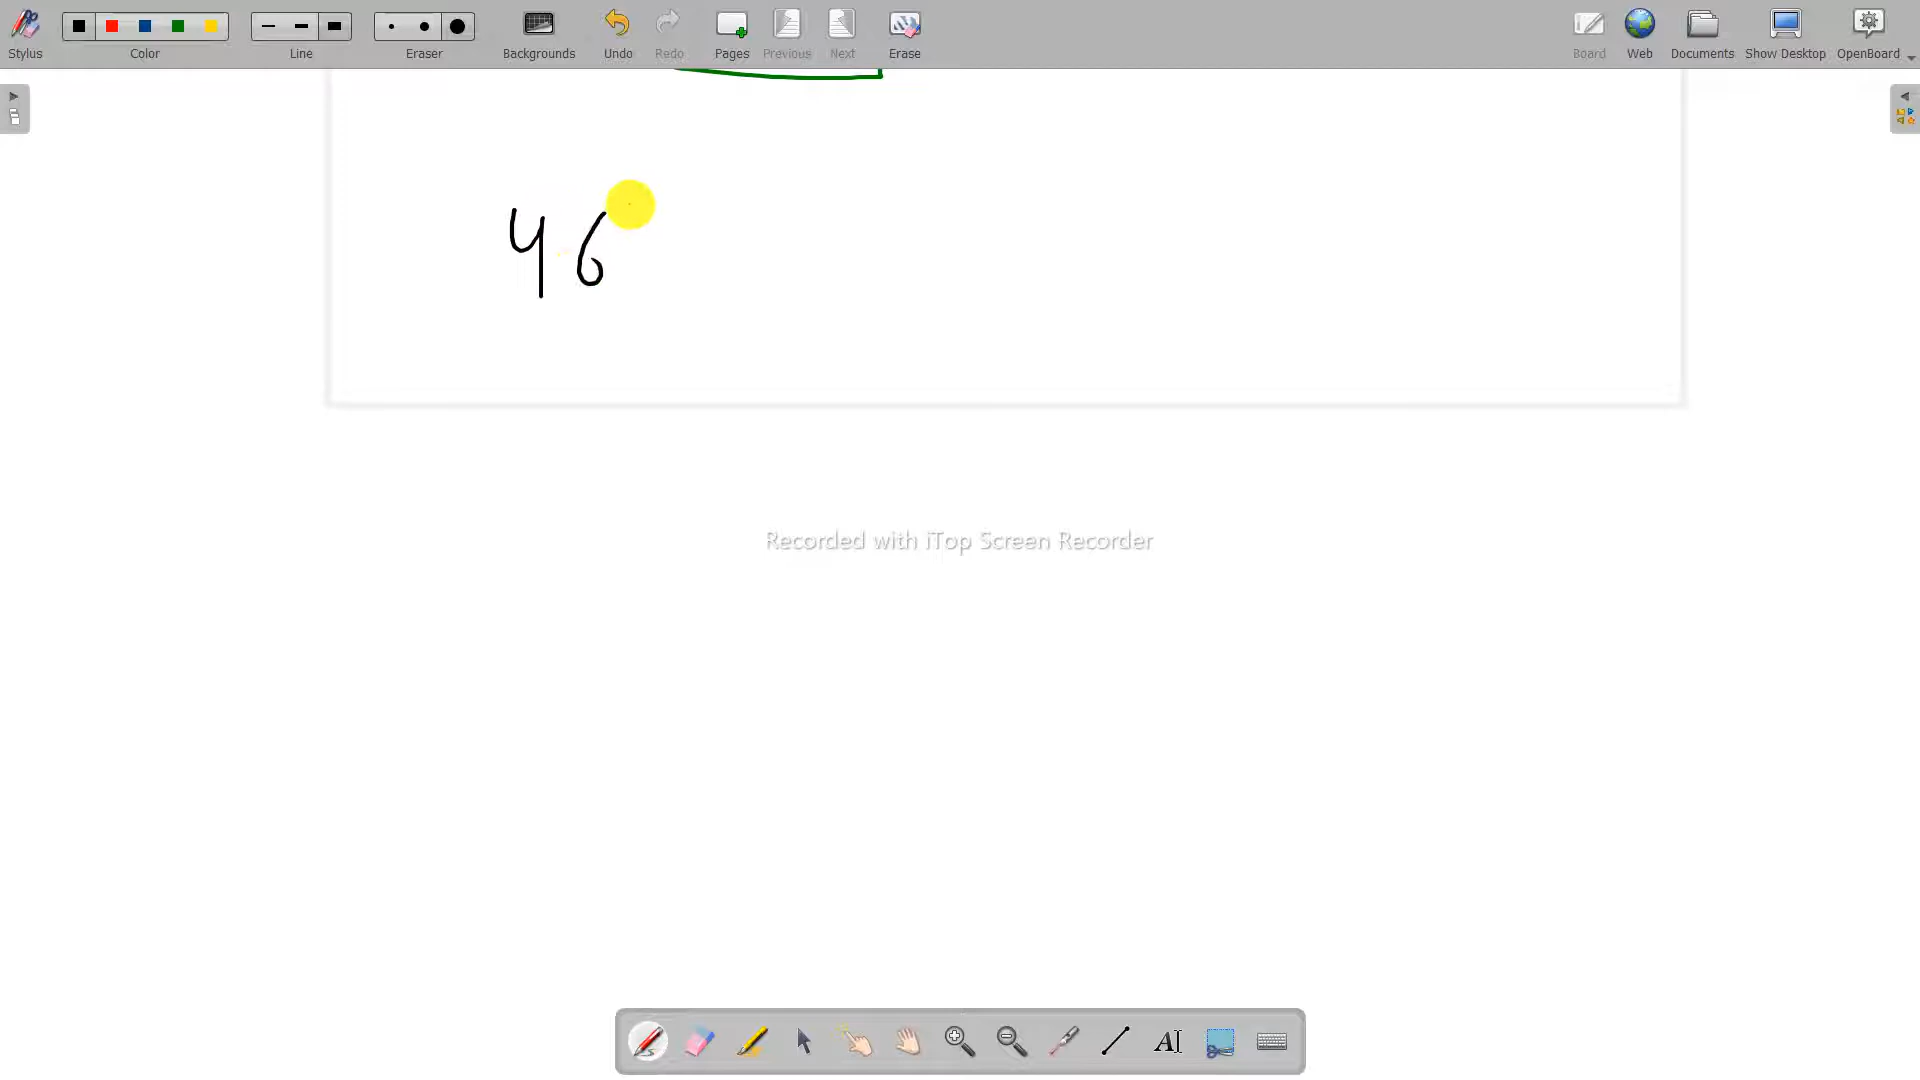 Stylus Color Line Eraser Backgrounds Undo Redo Pages Previous Next Erase Board Web Documents Show Desktop OpenBoard
46
Recorded with iTop Screen Recorder
A